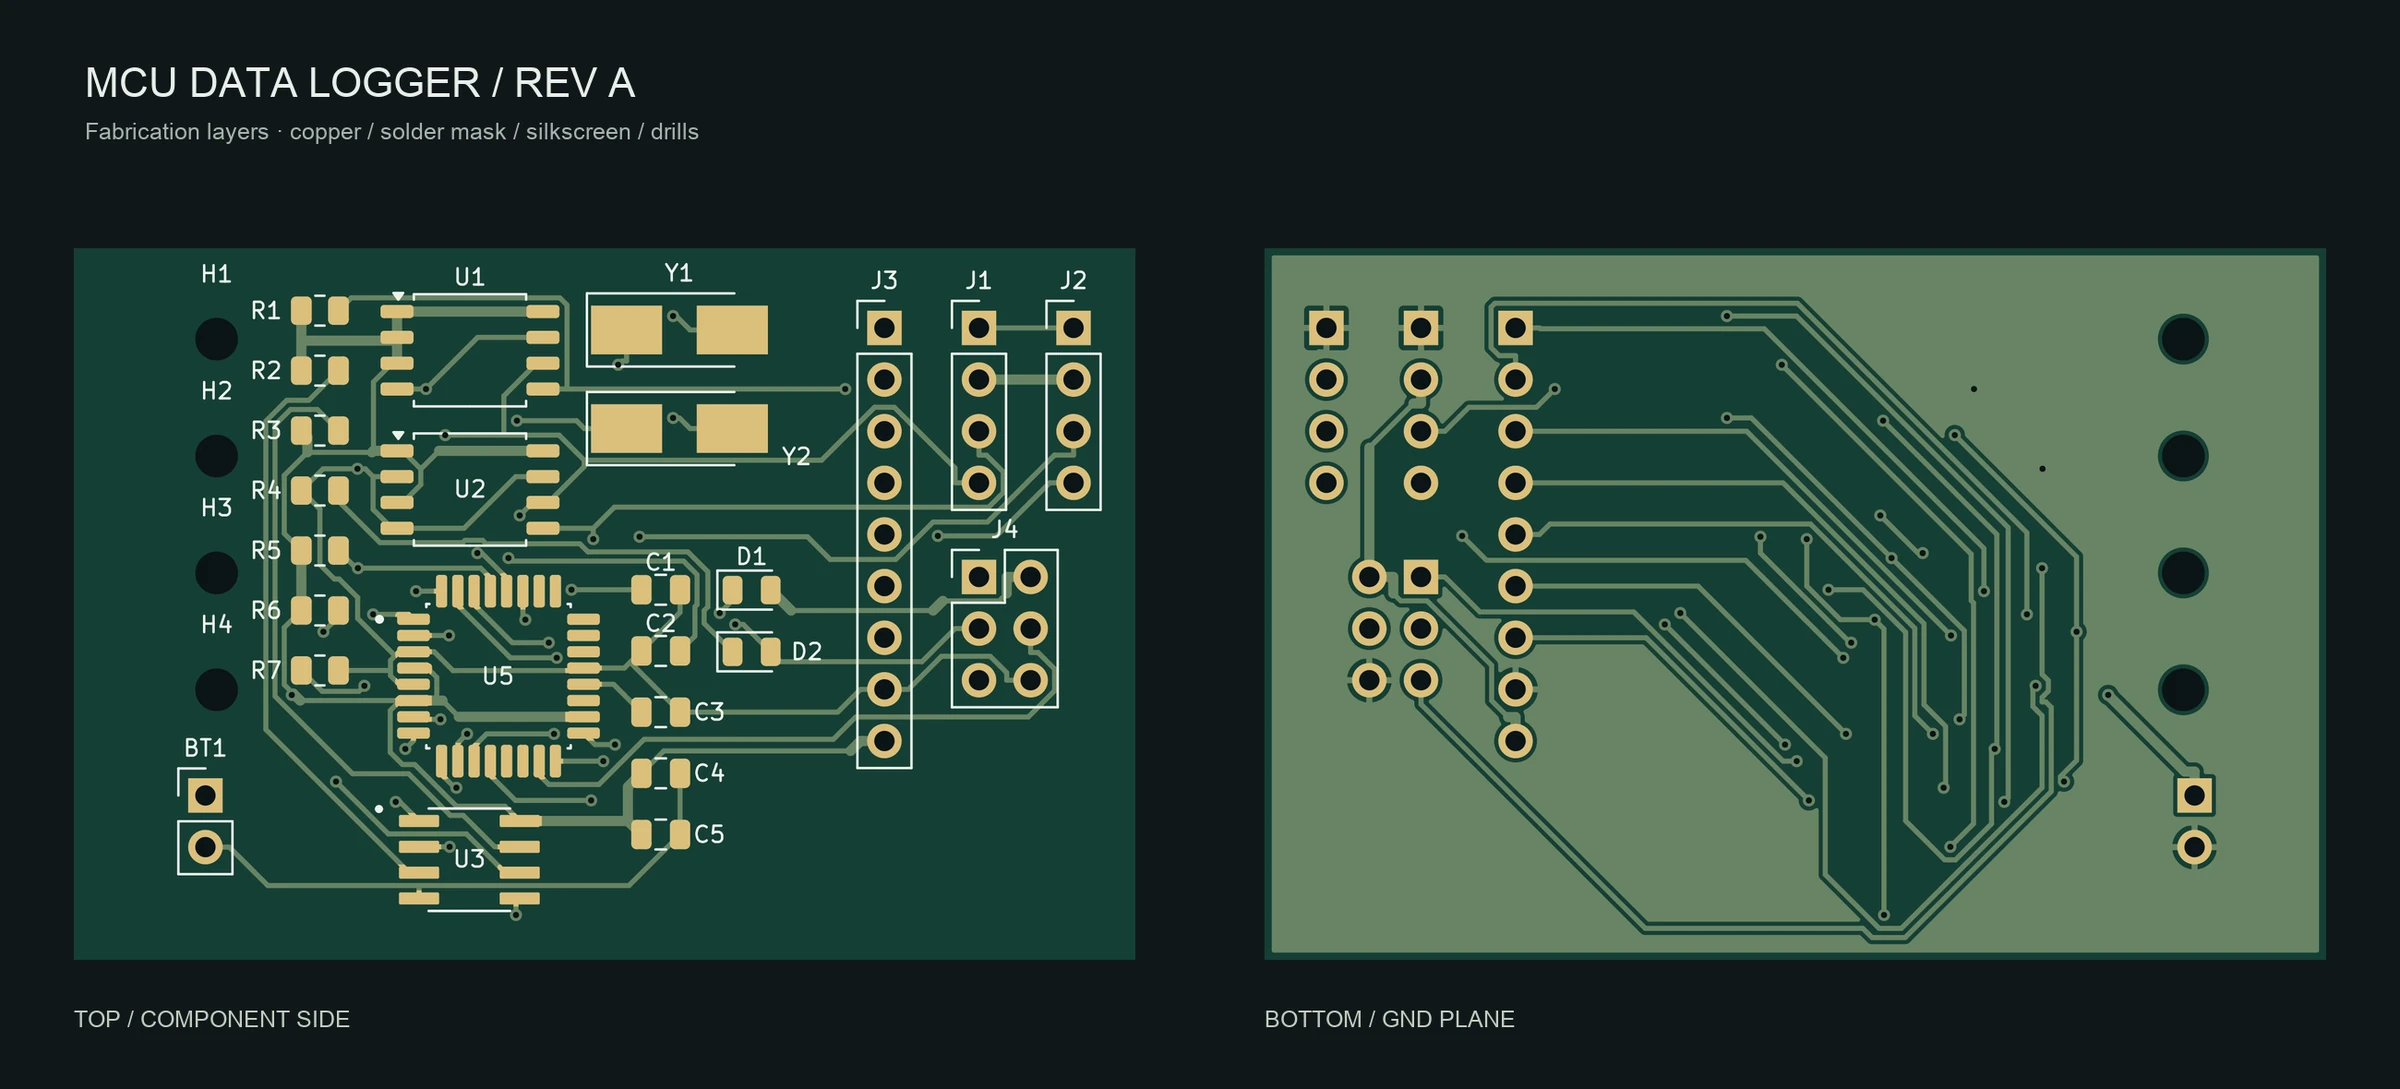 MCU DATA LOGGER / REV A
Fabrication layers · copper / solder mask / silkscreen / drills
H1
U1
Y1
J3
J1
J2
R1
R2
H2
R3
Y2
R4
U2
H3
J4
R5
C1
D1
R6
H4
C2
D2
R7
U5
C3
BT1
C4
C5
U3
TOP / COMPONENT SIDE
BOTTOM / GND PLANE